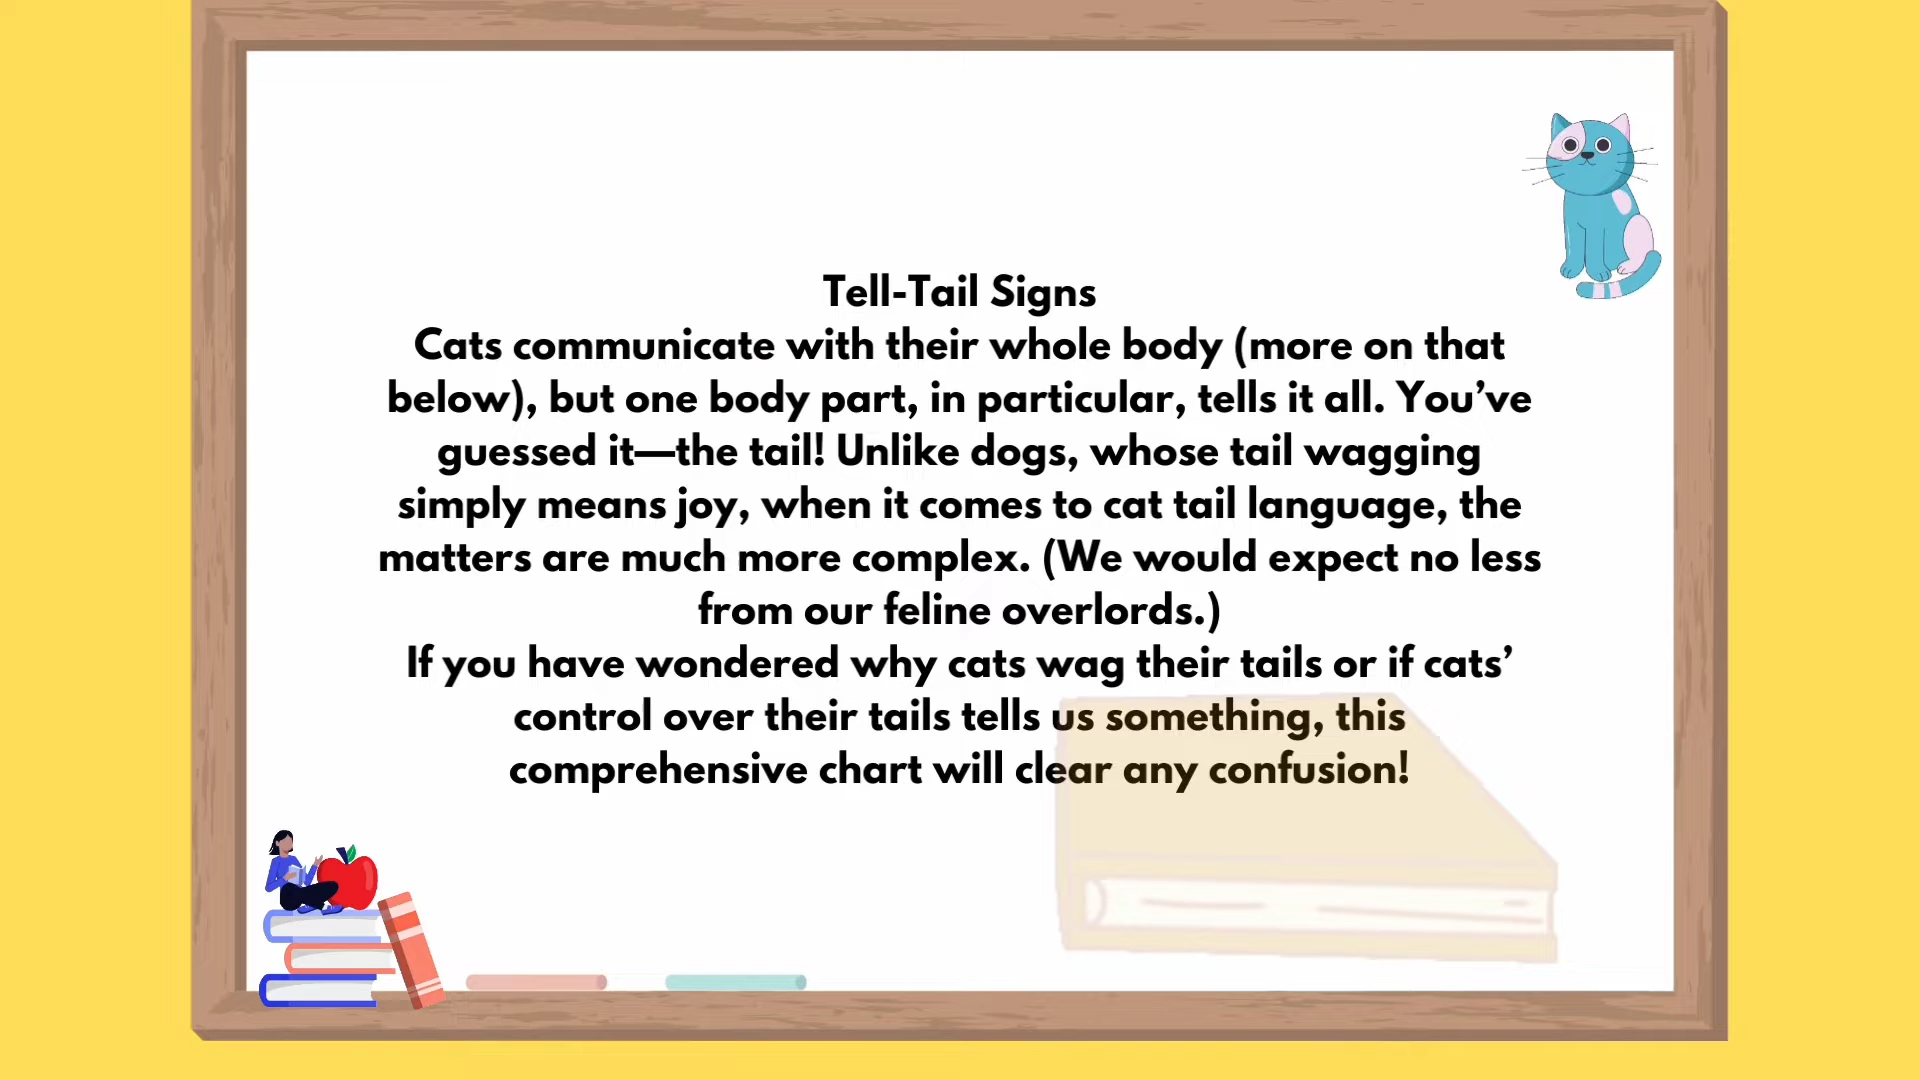 Tell-Tail Signs
Cats communicate with their whole body (more on that
below), but one body part, in particular, tells it all. You’ve
guessed it—the tail! Unlike dogs, whose tail wagging
simply means joy, when it comes to cat tail language, the
matters are much more complex. (We would expect no less
from our feline overlords.)
If you have wondered why cats wag their tails or if cats’
control over their tails tells us something, this
comprehensive chart will clear any confusion!